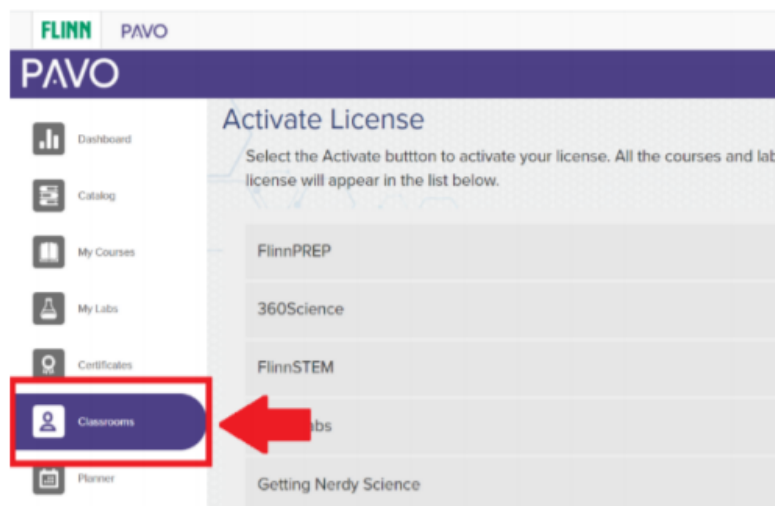 FLINN PAVO
PAVO
Dashboard
Catalog
My Courses
My Labs
Certificates
Classrooms
Planner
Activate License
Select the Activate buttton to activate your license. All the courses and lab
license will appear in the list below.
FlinnPREP
360Science
FlinnSTEM
abs
Getting Nerdy Science